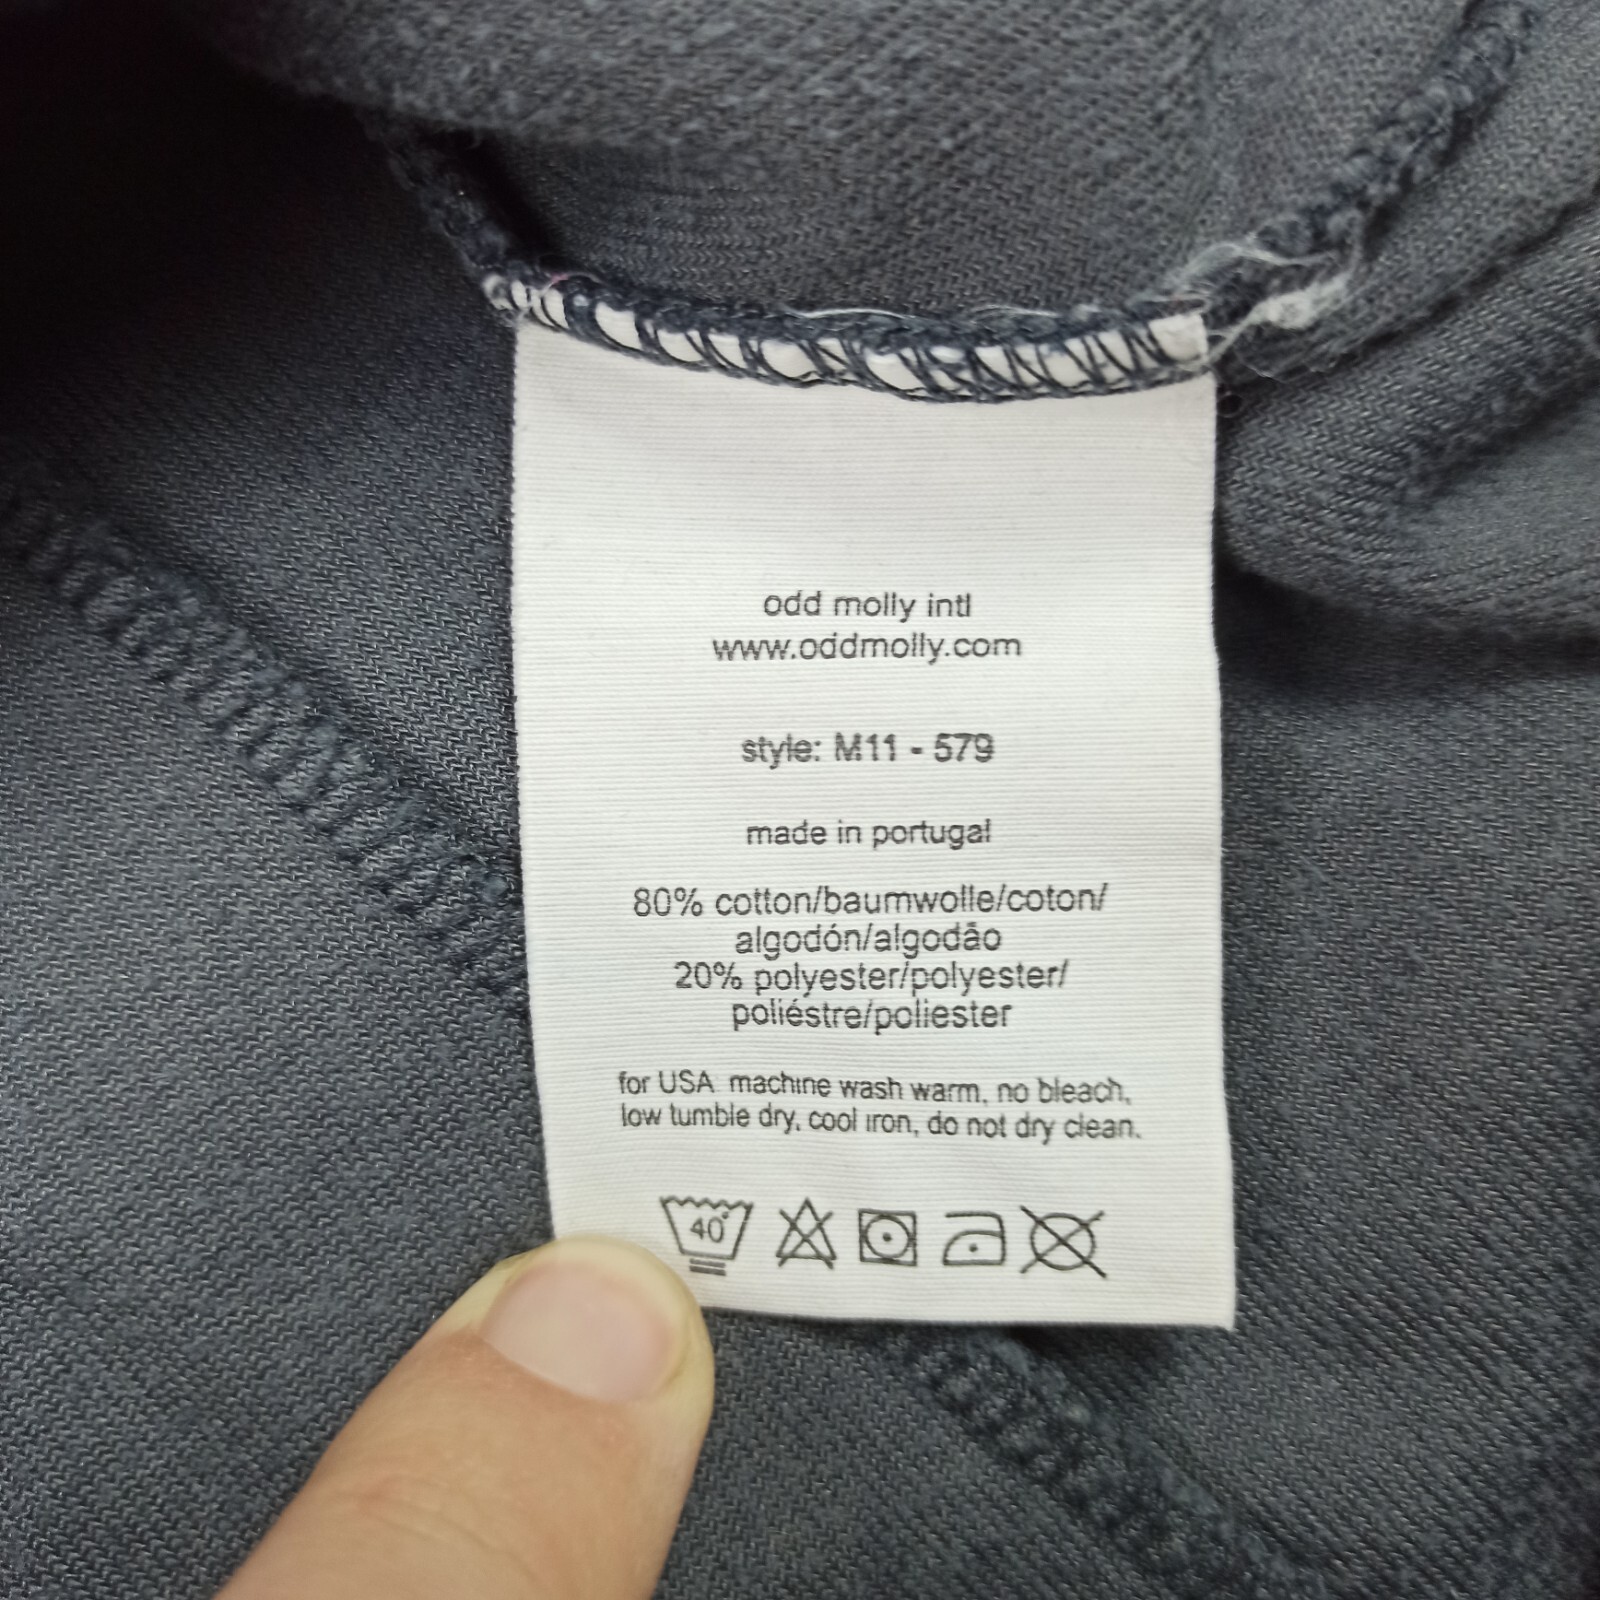 odd molly intl
www.oddmolly.com
style: M11 - 579
made in portugal
80% cotton/baumwolle/coton/
algodón/algodão
20% polyester/polyester/
poliéstre/poliester
for USA machine wash warm, no bleach,
low tumble dry, cool iron, do not dry clean.
40°